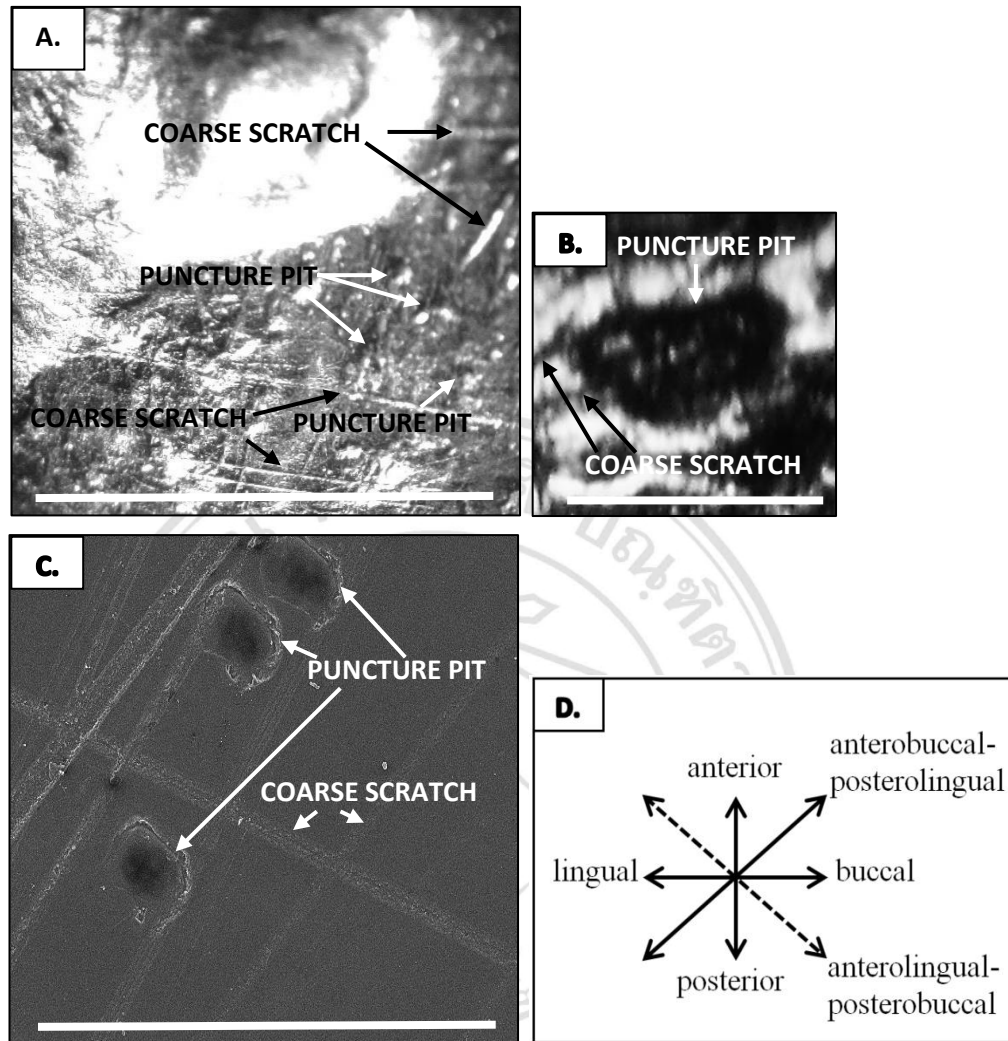 A.
COARSE SCRATCH
PUNCTURE PIT
COARSE SCRATCH
PUNCTURE PIT
B.
PUNCTURE PIT
COARSE SCRATCH
C.
PUNCTURE PIT
COARSE SCRATCH
D.
anterior
anterobuccal-
posterolingual
lingual
buccal
posterior
anterolingual-
posterobuccal